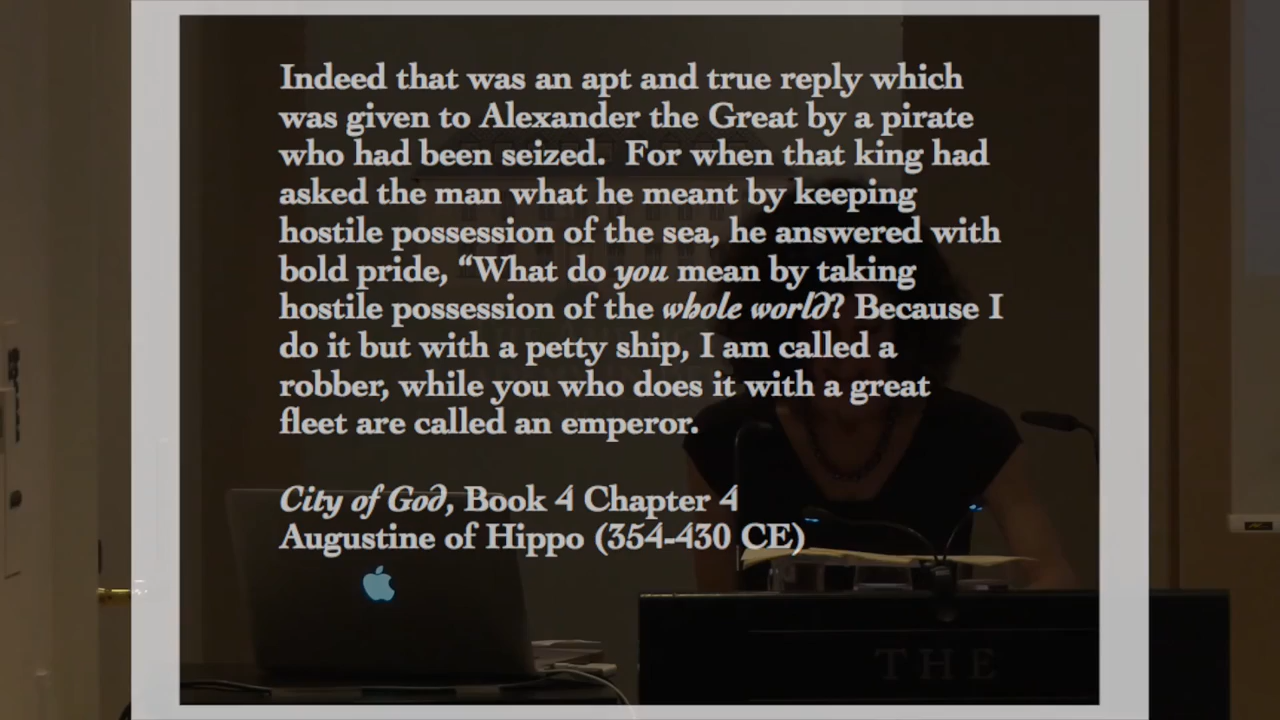 Indeed that was an apt and true reply which
was given to Alexander the Great by a pirate
who had been seized.  For when that king had
asked the man what he meant by keeping
hostile possession of the sea, he answered with
bold pride, “What do you mean by taking
hostile possession of the whole world? Because I
do it but with a petty ship, I am called a
robber, while you who does it with a great
fleet are called an emperor.
City of God, Book 4 Chapter 4
Augustine of Hippo (354-430 CE)
THE